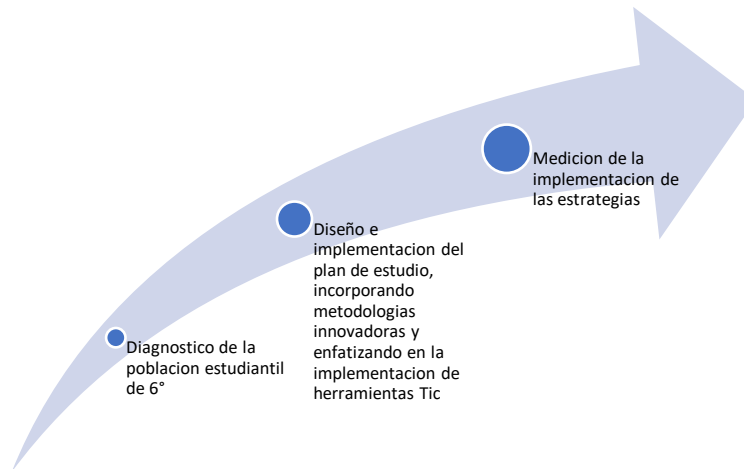 Diagnostico de la
poblacion estudiantil
de 6°
Diseño e
implementacion del
plan de estudio,
incorporando
metodologias
innovadoras y
enfatizando en la
implementacion de
herramientas Tic
Medicion de la
implementacion de
las estrategias